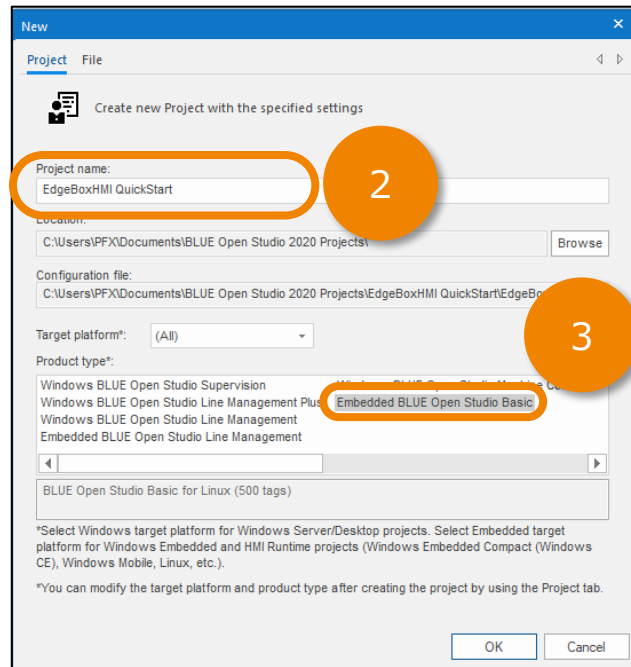 New
Project File
Create new Project with the specified settings
Project name:
EdgeBoxHMI QuickStart
2
Location:
C:\Users\PFX\Documents\BLUE Open Studio 2020 Projects\
Browse
Configuration file:
C:\Users\PFX\Documents\BLUE Open Studio 2020 Projects\EdgeBoxHMI QuickStart\EdgeBo
3
Target platform*: (All)
Product type*:
Windows BLUE Open Studio Supervision Windows BLUE Open Studio Machine Co
Windows BLUE Open Studio Line Management Plus Embedded BLUE Open Studio Basic
Windows BLUE Open Studio Line Management
Embedded BLUE Open Studio Line Management
BLUE Open Studio Basic for Linux (500 tags)
*Select Windows target platform for Windows Server/Desktop projects. Select Embedded target
platform for Windows Embedded and HMI Runtime projects (Windows Embedded Compact (Windows
CE), Windows Mobile, Linux, etc.).
*You can modify the target platform and product type after creating the project by using the Project tab.
OK Cancel